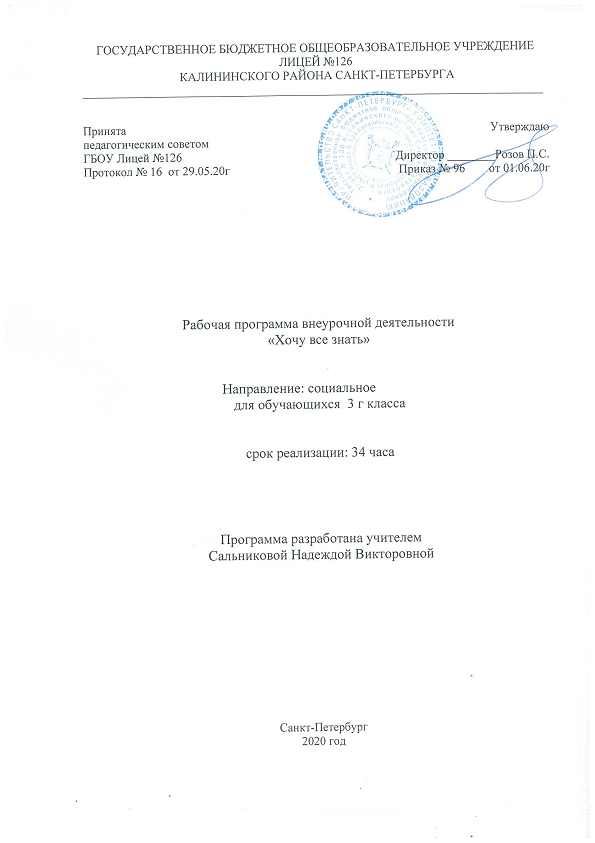 ГОСУДАРСТВЕННОЕ БЮДЖЕТНОЕ ОБЩЕОБРАЗОВАТЕЛЬНОЕ УЧРЕЖДЕНИЕ
ЛИЦЕЙ №126
КАЛИНИНСКОГО РАЙОНА САНКТ-ПЕТЕРБУРГА
Принята
педагогическим советом
ГБОУ Лицей №126
Протокол № 16 от 29.05.20г
Утверждаю
Директор ________ Розов П.С.
Приказ № 96 от 01.06.20г
Рабочая программа внеурочной деятельности
«Хочу все знать»
Направление: социальное
для обучающихся 3 г класса
срок реализации: 34 часа
Программа разработана учителем
Сальниковой Надеждой Викторовной
Санкт-Петербург
2020 год